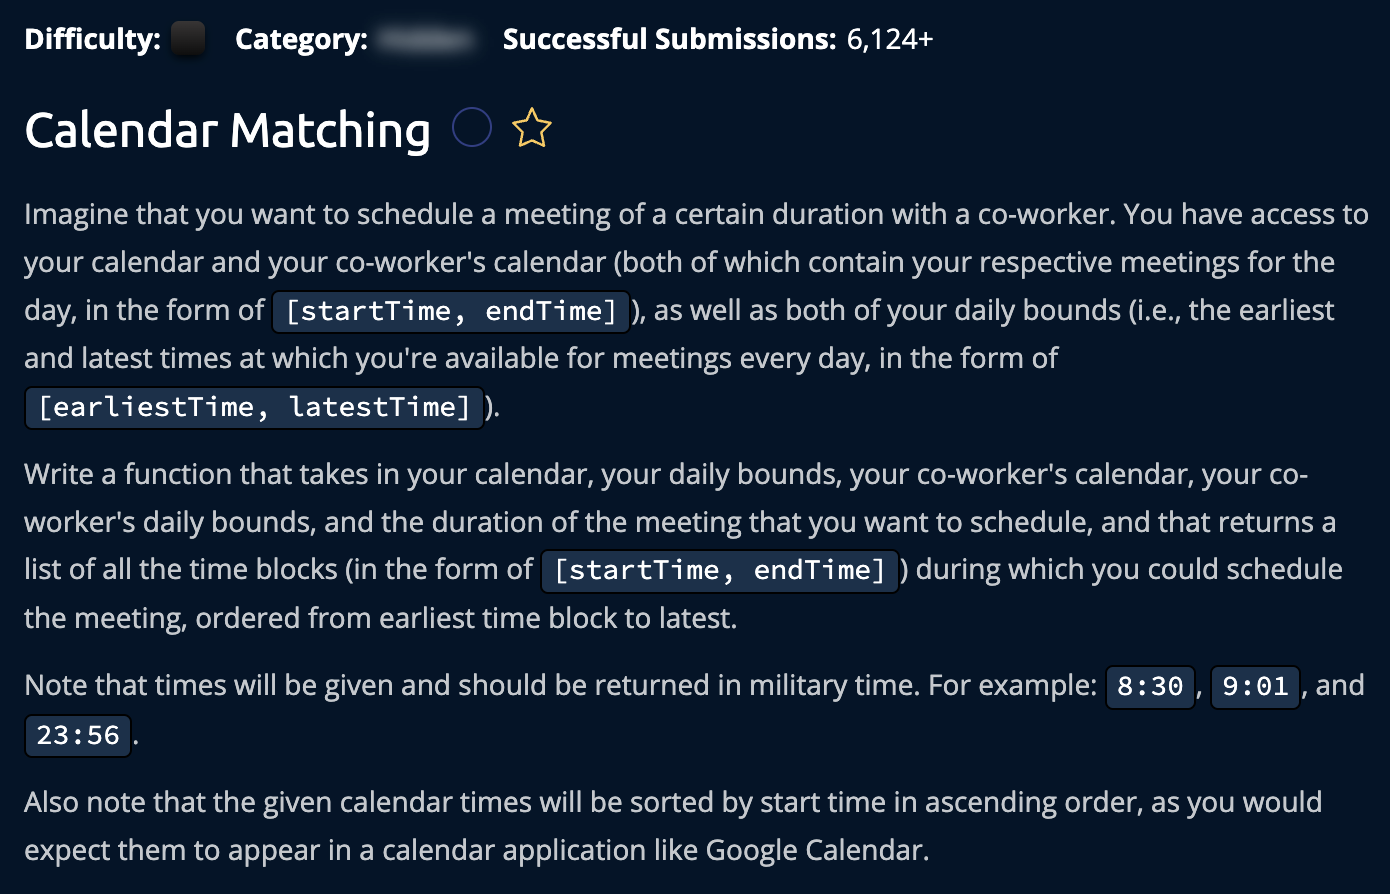 Difficulty: Category: Successful Submissions: 6,124+
Calendar Matching
Imagine that you want to schedule a meeting of a certain duration with a co-worker. You have access to
your calendar and your co-worker's calendar (both of which contain your respective meetings for the
day, in the form of [startTime, endTime] ), as well as both of your daily bounds (i.e., the earliest
and latest times at which you're available for meetings every day, in the form of
[earliestTime, latestTime] ).
Write a function that takes in your calendar, your daily bounds, your co-worker's calendar, your co-
worker's daily bounds, and the duration of the meeting that you want to schedule, and that returns a
list of all the time blocks (in the form of [startTime, endTime] ) during which you could schedule
the meeting, ordered from earliest time block to latest.
Note that times will be given and should be returned in military time. For example: 8:30 , 9:01 , and
23:56 .
Also note that the given calendar times will be sorted by start time in ascending order, as you would
expect them to appear in a calendar application like Google Calendar.